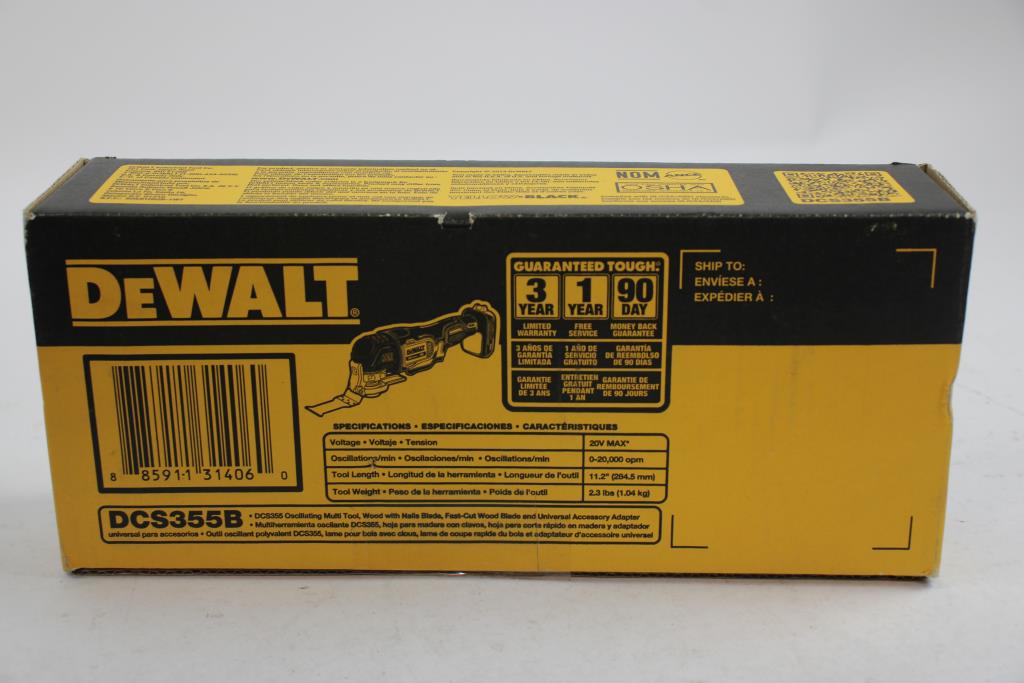 NOM
OSHA
YELLOW & BLACK
DCS355B
DEWALT®
GUARANTEED TOUGH.®
3 YEAR
1 YEAR
90 DAY
LIMITED WARRANTY
FREE SERVICE
MONEY BACK GUARANTEE
3 AÑOS DE GARANTÍA LIMITADA
1 AÑO DE SERVICIO GRATUITO
GARANTÍA DE REEMBOLSO DE 90 DÍAS
GARANTIE LIMITÉE DE 3 ANS
ENTRETIEN GRATUIT PENDANT 1 AN
GARANTIE DE REMBOURSEMENT DE 90 JOURS
SHIP TO:
ENVÍESE A :
EXPÉDIER À :
8 85911 31406 0
SPECIFICATIONS • ESPECIFICACIONES • CARACTÉRISTIQUES
Voltage • Voltaje • Tension 20V MAX*
Oscillations/min • Oscilaciones/min • Oscillations/min 0-20,000 opm
Tool Length • Longitud de la herramienta • Longueur de l'outil 11.2" (284.5 mm)
Tool Weight • Peso de la herramienta • Poids de l'outil 2.3 lbs (1.04 kg)
DCS355B • DCS355 Oscillating Multi Tool, Wood with Nails Blade, Fast-Cut Wood Blade and Universal Accessory Adapter
• Multiherramienta oscilante DCS355, hoja para madera con clavos, hoja para corte rápido en madera y adaptador
universal para accesorios • Outil oscillant polyvalent DCS355, lame pour bois avec clous, lame de coupe rapide du bois et adaptateur d'accessoire universel